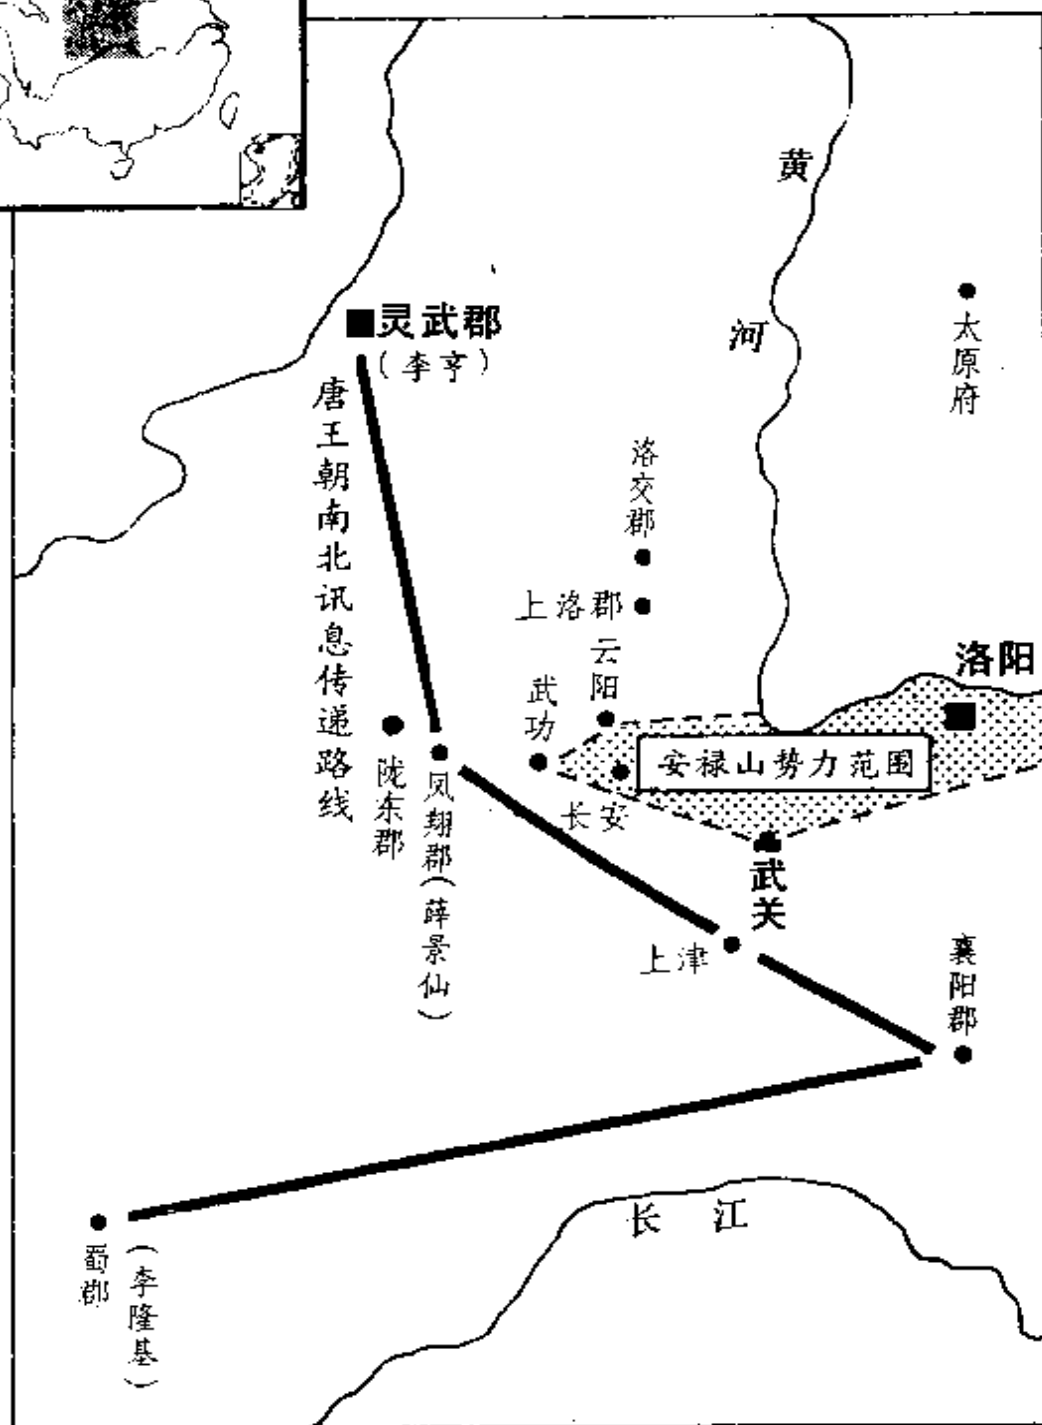 黄
河
灵武郡
（李亨）
唐王朝南北讯息传递路线
太原府
洛交郡
上洛郡
云阳
武功
洛阳
安禄山势力范围
长安
陇东郡
凤翔郡（薛景仙）
武关
上津
襄阳郡
长江
蜀郡
（李隆基）